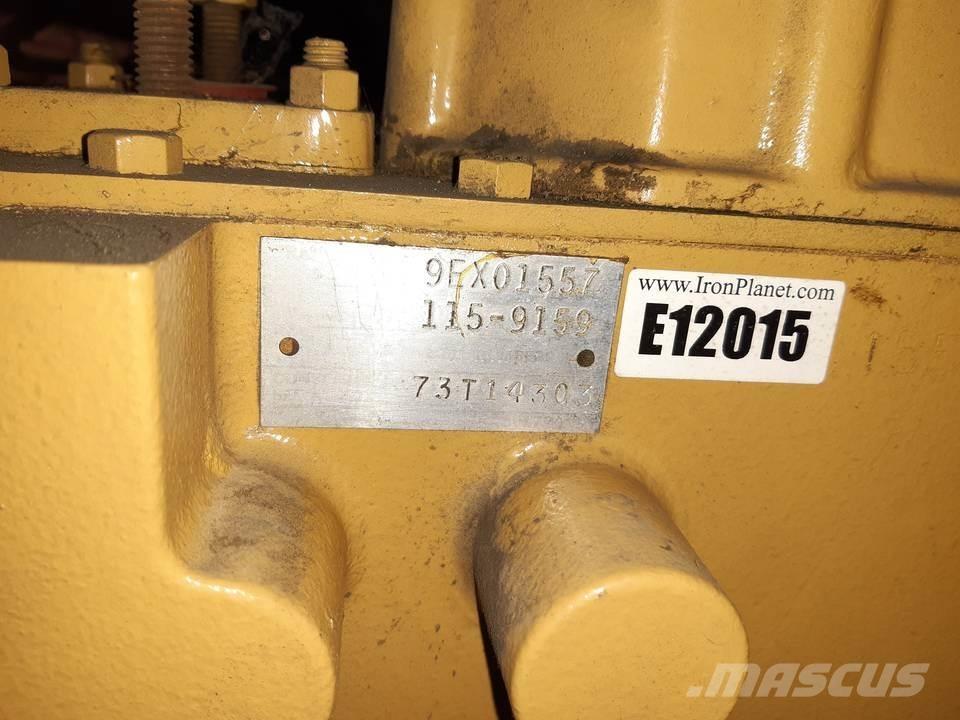 9EX01557
115-9159
73T14303
www.IronPlanet.com
E12015
MASCUS